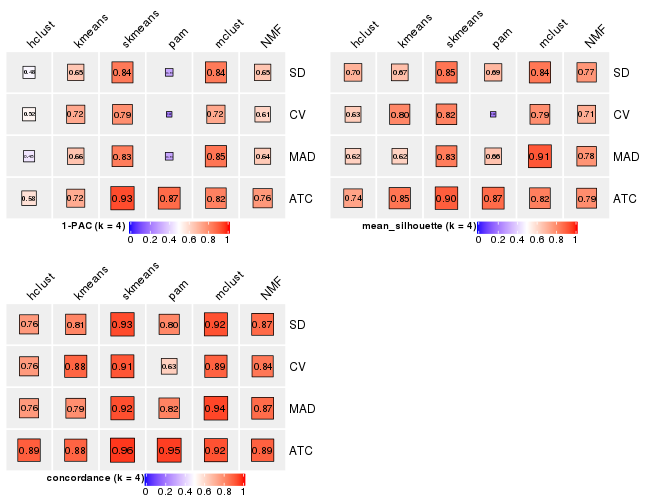 hclust kmeans skmeans pam mclust NMF
0.48 0.65 0.84 0.84 0.65 SD
0.52 0.72 0.79 0.72 0.61 CV
0.45 0.66 0.83 0.85 0.64 MAD
0.58 0.72 0.93 0.87 0.82 0.76 ATC
1-PAC (k = 4)
0 0.2 0.4 0.6 0.8 1
hclust kmeans skmeans pam mclust NMF
0.70 0.67 0.85 0.69 0.84 0.77 SD
0.63 0.80 0.82 0.79 0.71 CV
0.62 0.62 0.83 0.66 0.91 0.78 MAD
0.74 0.85 0.90 0.87 0.82 0.79 ATC
mean_silhouette (k = 4)
0 0.2 0.4 0.6 0.8 1
hclust kmeans skmeans pam mclust NMF
0.76 0.81 0.93 0.80 0.92 0.87 SD
0.76 0.88 0.91 0.63 0.89 0.84 CV
0.76 0.79 0.92 0.82 0.94 0.87 MAD
0.89 0.88 0.96 0.95 0.92 0.89 ATC
concordance (k = 4)
0 0.2 0.4 0.6 0.8 1